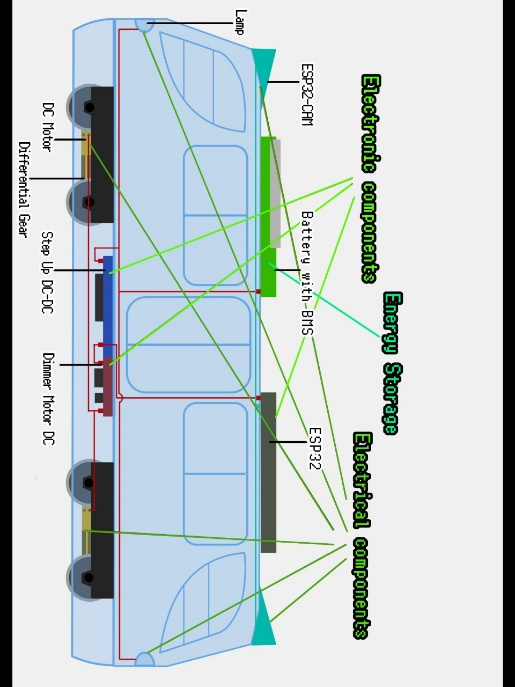 Electronic components
Energy Storage
Electrical components
Lamp
ESP32-CAM
Battery with BMS
ESP32
DC Motor
Differential Gear
Step Up DC-DC
Dimmer Motor DC